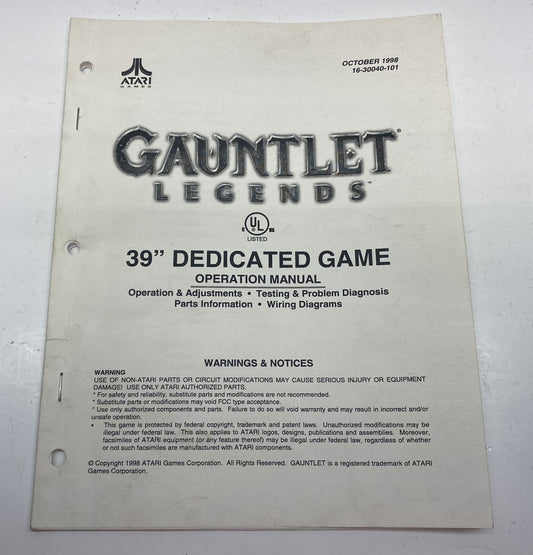 OCTOBER 1998
16-30040-101
ATARI
GAMES
GAUNTLET®
LEGENDS™
C UL US
LISTED
39” DEDICATED GAME
OPERATION MANUAL
Operation & Adjustments • Testing & Problem Diagnosis
Parts Information • Wiring Diagrams
WARNINGS & NOTICES
WARNING
USE OF NON-ATARI PARTS OR CIRCUIT MODIFICATIONS MAY CAUSE SERIOUS INJURY OR EQUIPMENT
DAMAGE! USE ONLY ATARI AUTHORIZED PARTS.
* For safety and reliability, substitute parts and modifications are not recommended.
* Substitute parts or modifications may void FCC type acceptance.
* Use only authorized components and parts. Failure to do so will void warranty and may result in incorrect and/or
unsafe operation.
• This game is protected by federal copyright, trademark and patent laws. Unauthorized modifications may be
illegal under federal law. This also applies to ATARI logos, designs, publications and assemblies. Moreover,
facsimiles of ATARI equipment (or any feature thereof) may be illegal under federal law, regardless of whether
or not such facsimiles are manufactured with ATARI components.
© Copyright 1998 ATARI Games Corporation. All Rights Reserved. GAUNTLET is a registered trademark of ATARI
Games Corporation.